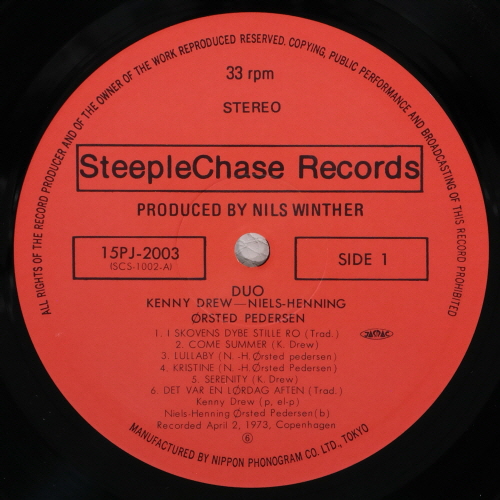 ALL RIGHTS OF THE RECORD PRODUCER AND OF THE OWNER OF THE WORK REPRODUCED RESERVED. COPYING, PUBLIC PERFORMANCE AND BROADCASTING OF THIS RECORD PROHIBITED
33 rpm
STEREO
SteepleChase Records
PRODUCED BY NILS WINTHER
15PJ-2003
(SCS-1002-A)
SIDE 1
DUO
KENNY DREW—NIELS-HENNING
ØRSTED PEDERSEN
1. I SKOVENS DYBE STILLE RO (Trad.)
2. COME SUMMER (K. Drew)
3. LULLABY (N. -H. Ørsted pedersen)
4. KRISTINE (N. -H. Ørsted Pedersen)
5. SERENITY (K. Drew)
6. DET VAR EN LØRDAG AFTEN (Trad.)
Kenny Drew (p, el-p)
Niels-Henning Ørsted Pedersen (b)
Recorded April 2, 1973, Copenhagen
JASRAC
6
MANUFACTURED BY NIPPON PHONOGRAM CO. LTD., TOKYO